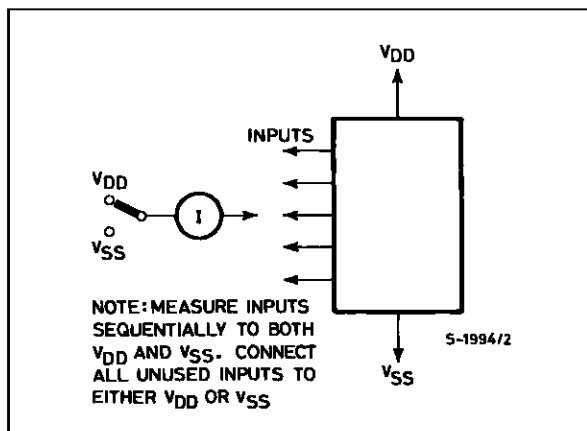 VDD
INPUTS
VDD
I
VSS
NOTE: MEASURE INPUTS
SEQUENTIALLY TO BOTH
VDD AND VSS. CONNECT
ALL UNUSED INPUTS TO
EITHER VDD OR VSS
S-1994/2
VSS